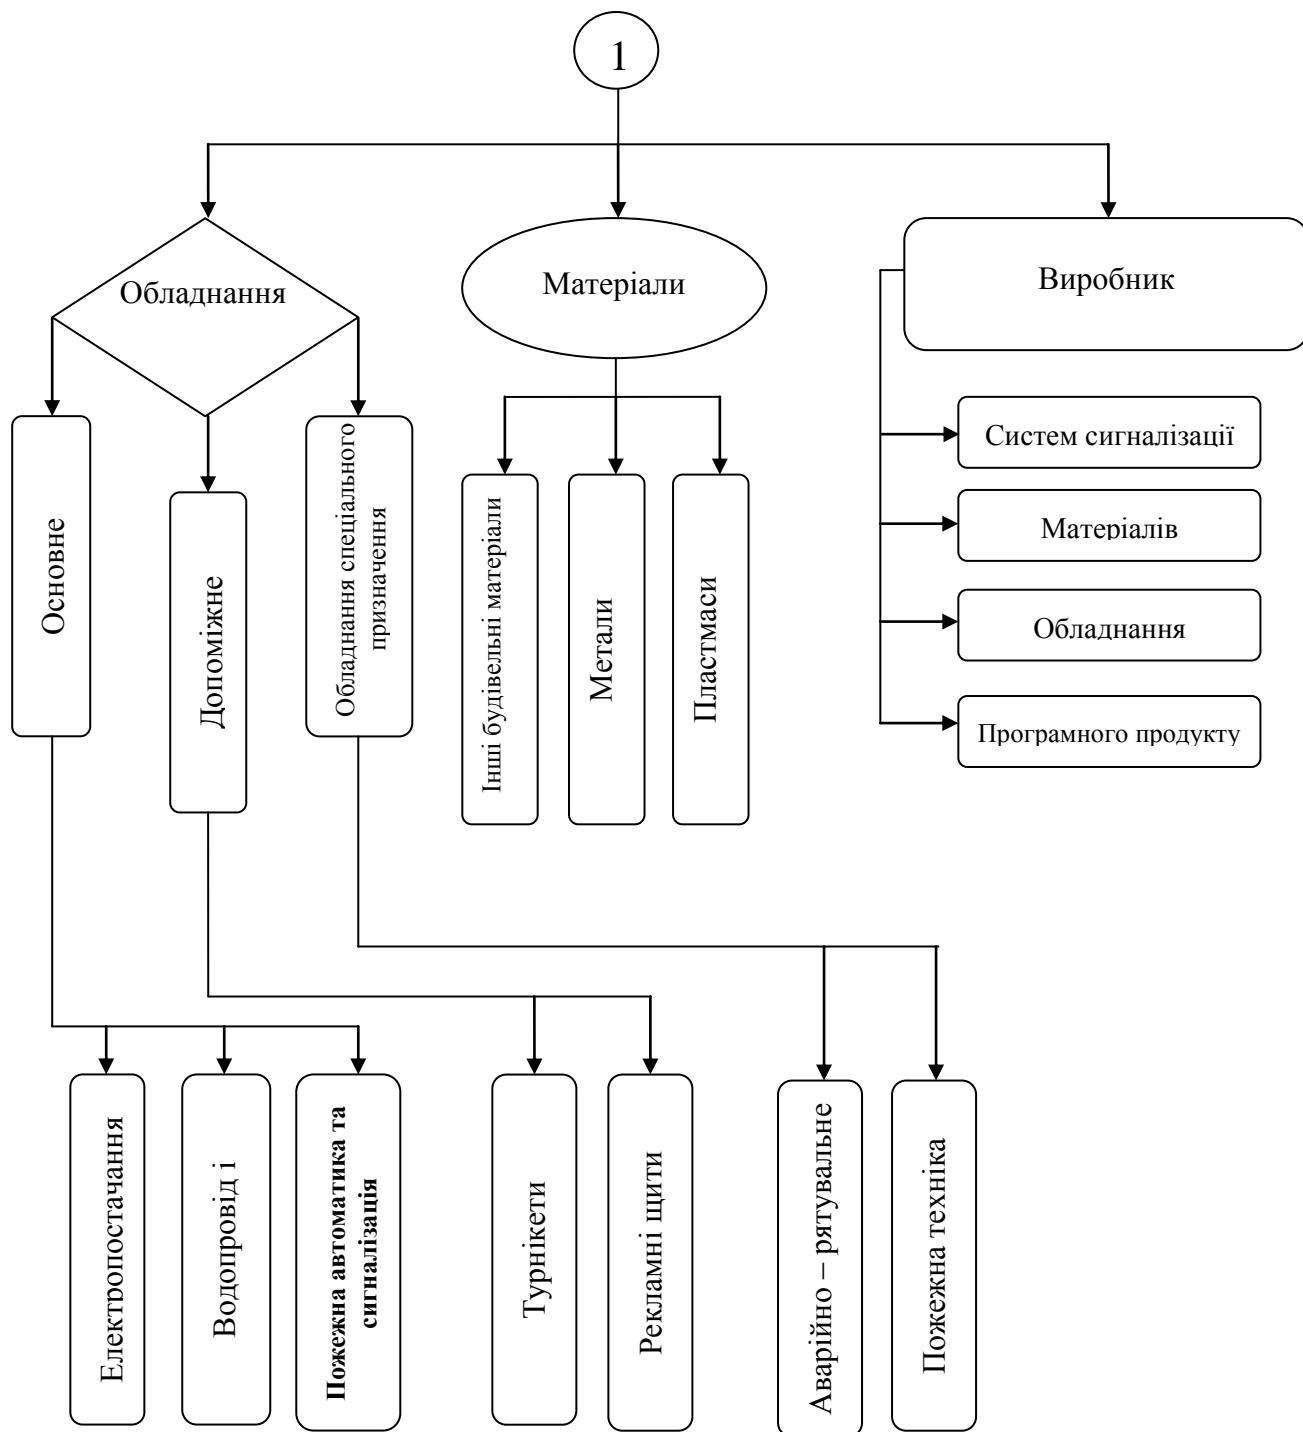 1
Обладнання
Матеріали
Виробник
Систем сигналізації
Матеріалів
Обладнання
Програмного продукту
Основне
Допоміжне
Обладнання спеціального
призначення
Інші будівельні матеріали
Метали
Пластмаси
Електропостачання
Водопровід і
Пожежна автоматика та
сигналізація
Турнікети
Рекламні щити
Аварійно – рятувальне
Пожежна техніка